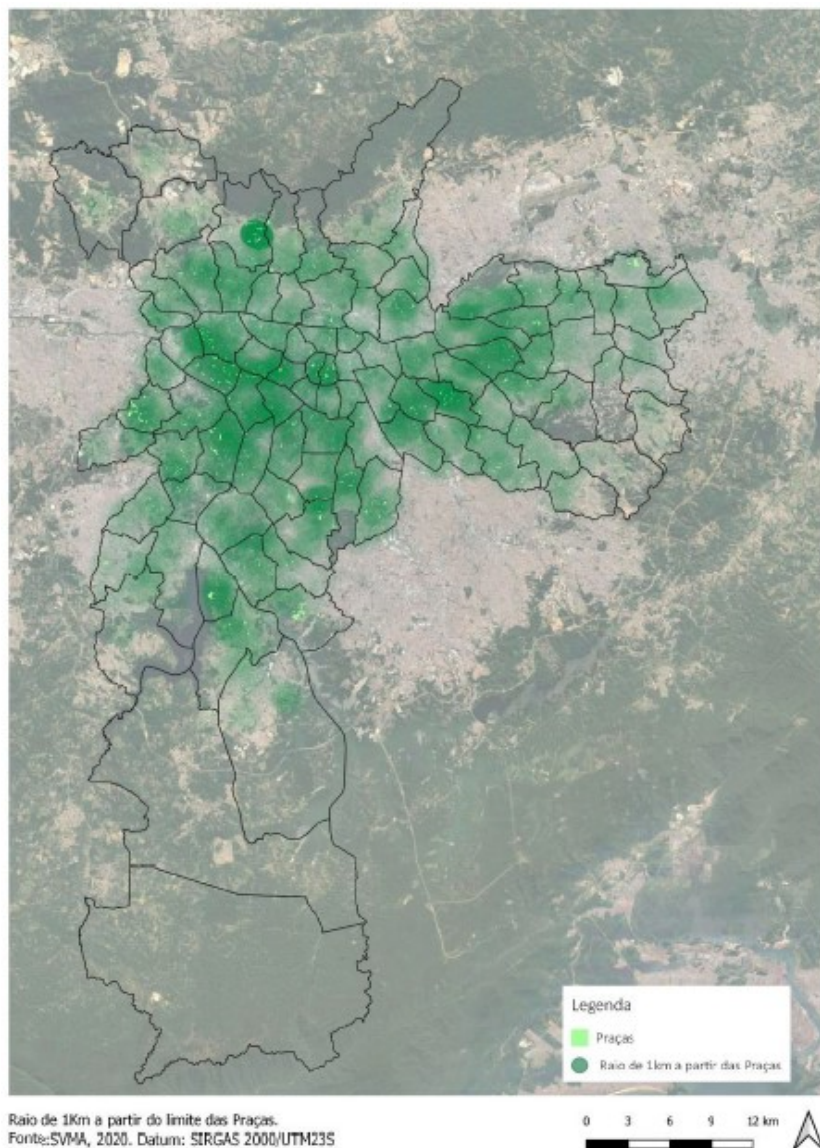 Legenda
Praças
Raio de 1km a partir das Praças
Raio de 1Km a partir do limite das Praças.
Fonte:SVMA, 2020. Datum: SIRGAS 2000/UTM23S
0 3 6 9 12 km